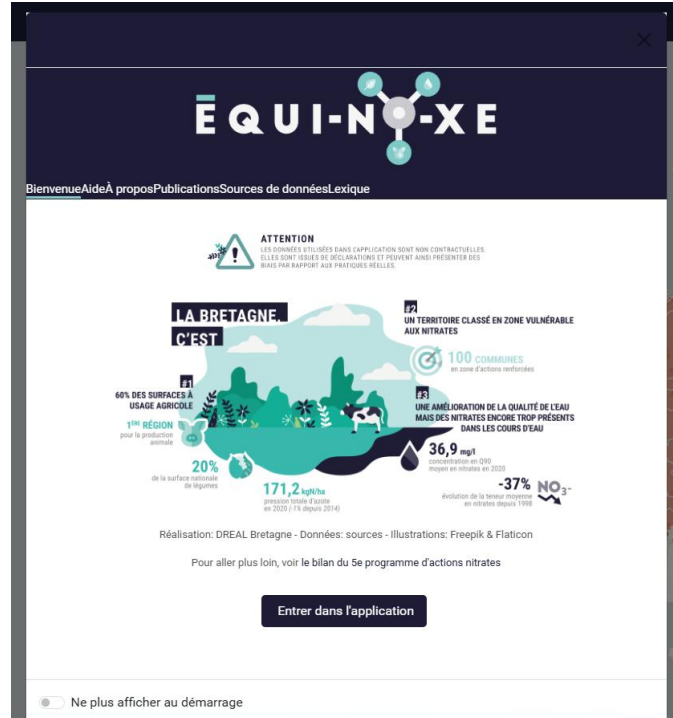 ĒQUI-NO-XE
BienvenueAideÀ proposPublicationsSources de donnéesLexique
ATTENTION
LES DONNÉES UTILISÉES DANS L'APPLICATION SONT NON CONTRACTUELLES.
ELLES SONT ISSUES DE DÉCLARATIONS ET PEUVENT AINSI PRÉSENTER DES
BIAIS PAR RAPPORT AUX PRATIQUES RÉELLES.
LA BRETAGNE,
C'EST
#1
60% DES SURFACES À
USAGE AGRICOLE
1ÈRE RÉGION
pour la production
animale
20%
de la surface nationale
de légumes
171,2 kgN/ha
pression totale d'azote
en 2020 (-1% depuis 2014)
#2
UN TERRITOIRE CLASSÉ EN ZONE VULNÉRABLE
AUX NITRATES
100 COMMUNES
en zone d'actions renforcées
#3
UNE AMÉLIORATION DE LA QUALITÉ DE L'EAU
MAIS DES NITRATES ENCORE TROP PRÉSENTS
DANS LES COURS D'EAU
36,9 mg/l
concentration en Q90
moyen en nitrates en 2020
-37%
évolution de la teneur moyenne
en nitrates depuis 1998
NO3-
Réalisation: DREAL Bretagne - Données: sources - Illustrations: Freepik & Flaticon
Pour aller plus loin, voir le bilan du 5e programme d'actions nitrates
Entrer dans l'application
Ne plus afficher au démarrage